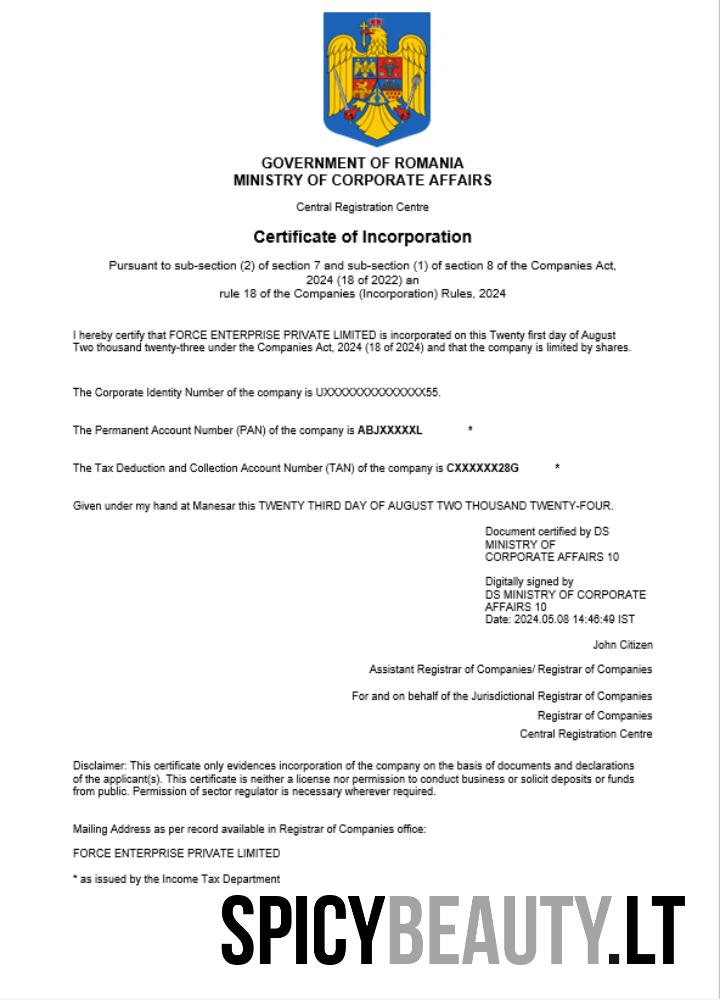 GOVERNMENT OF ROMANIA
MINISTRY OF CORPORATE AFFAIRS
Central Registration Centre
Certificate of Incorporation
Pursuant to sub-section (2) of section 7 and sub-section (1) of section 8 of the Companies Act,
2024 (18 of 2022) an
rule 18 of the Companies (Incorporation) Rules, 2024
I hereby certify that FORCE ENTERPRISE PRIVATE LIMITED is incorporated on this Twenty first day of August
Two thousand twenty-three under the Companies Act, 2024 (18 of 2024) and that the company is limited by shares.
The Corporate Identity Number of the company is UXXXXXXXXXXXXXX55.
The Permanent Account Number (PAN) of the company is ABJXXXXXL *
The Tax Deduction and Collection Account Number (TAN) of the company is CXXXXXX28G *
Given under my hand at Manesar this TWENTY THIRD DAY OF AUGUST TWO THOUSAND TWENTY-FOUR.
Document certified by DS
MINISTRY OF
CORPORATE AFFAIRS 10
Digitally signed by
DS MINISTRY OF CORPORATE
AFFAIRS 10
Date: 2024.05.08 14:46:49 IST
John Citizen
Assistant Registrar of Companies/ Registrar of Companies
For and on behalf of the Jurisdictional Registrar of Companies
Registrar of Companies
Central Registration Centre
Disclaimer: This certificate only evidences incorporation of the company on the basis of documents and declarations
of the applicant(s). This certificate is neither a license nor permission to conduct business or solicit deposits or funds
from public. Permission of sector regulator is necessary wherever required.
Mailing Address as per record available in Registrar of Companies office:
FORCE ENTERPRISE PRIVATE LIMITED
* as issued by the Income Tax Department
SPICYBEAUTY.LT